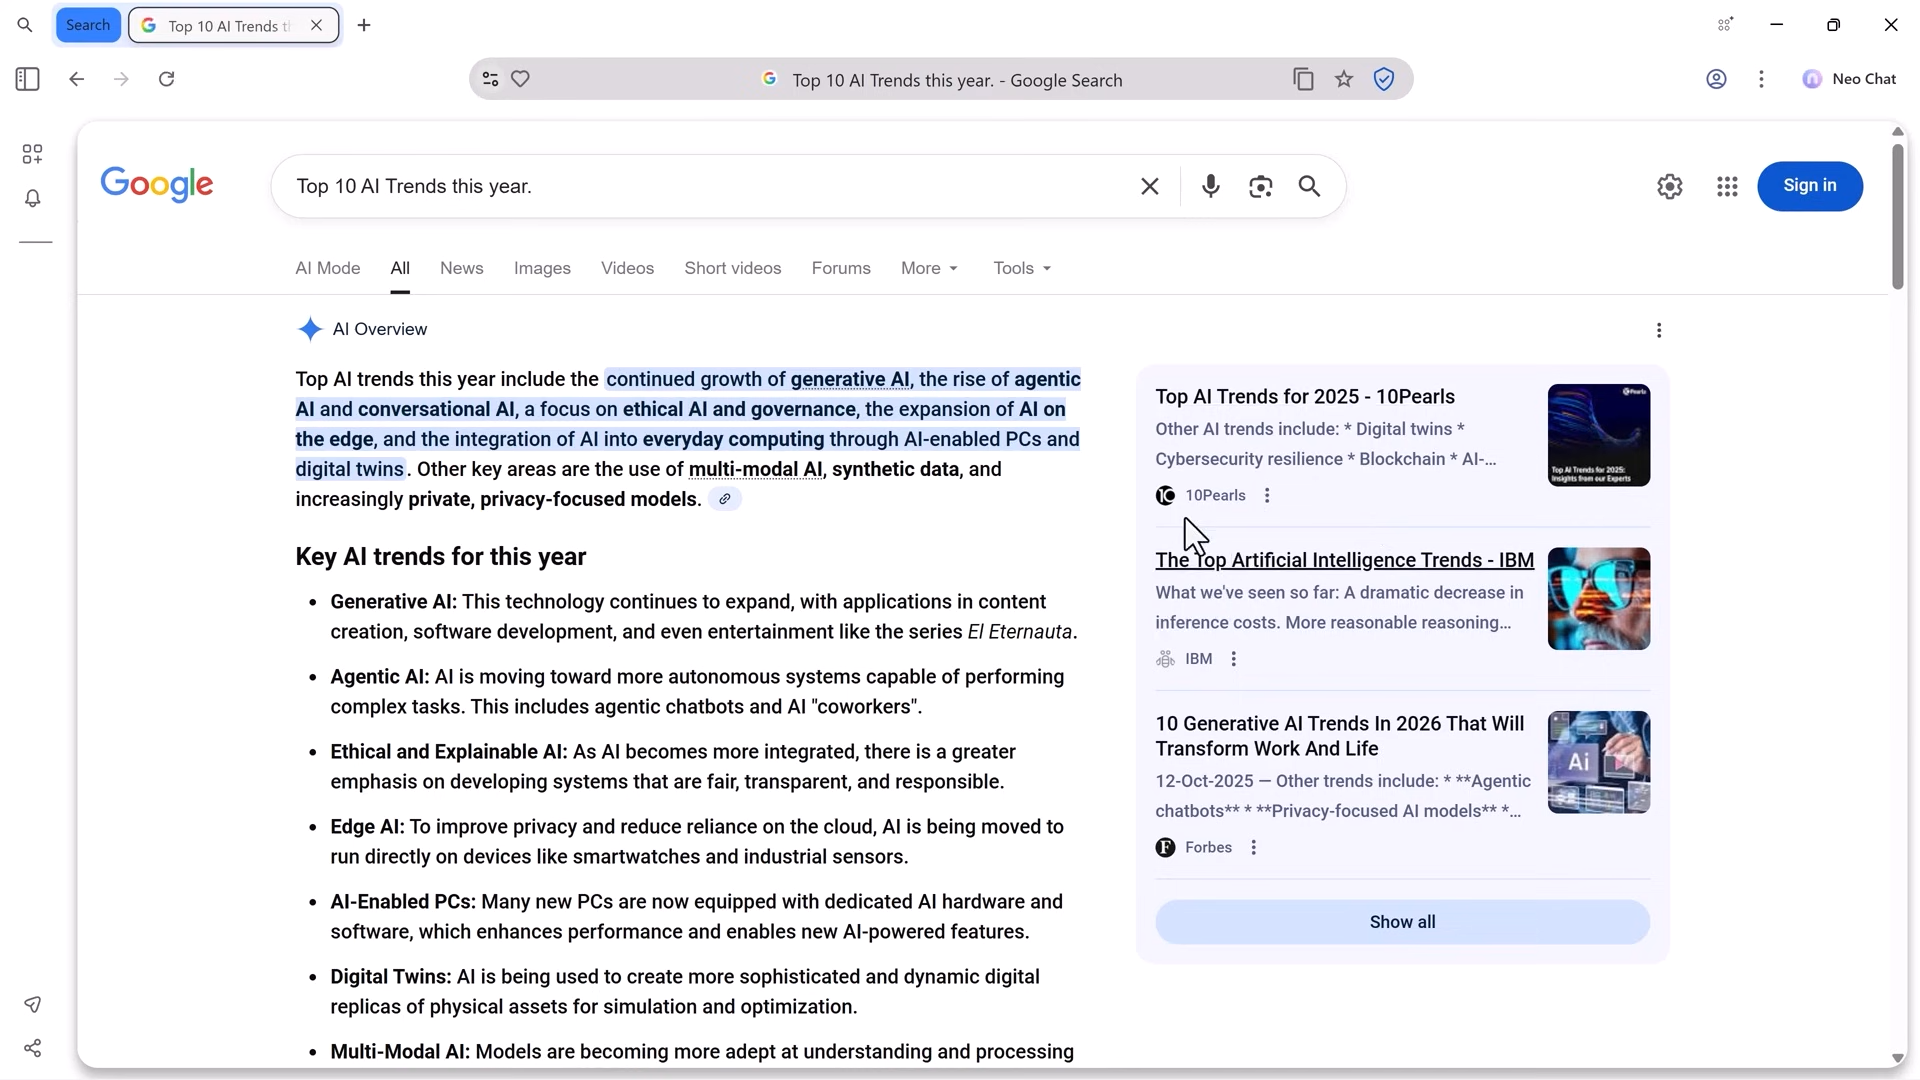 Search
Top 10 AI Trends t
Top 10 AI Trends this year. - Google Search
Neo Chat
Google
Top 10 AI Trends this year.
Sign in
AI Mode
All
News
Images
Videos
Short videos
Forums
More
Tools
AI Overview
Top AI trends this year include the continued growth of generative AI, the rise of agentic
AI and conversational AI, a focus on ethical AI and governance, the expansion of AI on
the edge, and the integration of AI into everyday computing through AI-enabled PCs and
digital twins. Other key areas are the use of multi-modal AI, synthetic data, and
increasingly private, privacy-focused models.
Key AI trends for this year
• Generative AI: This technology continues to expand, with applications in content
creation, software development, and even entertainment like the series El Eternauta.
• Agentic AI: AI is moving toward more autonomous systems capable of performing
complex tasks. This includes agentic chatbots and AI "coworkers".
• Ethical and Explainable AI: As AI becomes more integrated, there is a greater
emphasis on developing systems that are fair, transparent, and responsible.
• Edge AI: To improve privacy and reduce reliance on the cloud, AI is being moved to
run directly on devices like smartwatches and industrial sensors.
• AI-Enabled PCs: Many new PCs are now equipped with dedicated AI hardware and
software, which enhances performance and enables new AI-powered features.
• Digital Twins: AI is being used to create more sophisticated and dynamic digital
replicas of physical assets for simulation and optimization.
• Multi-Modal AI: Models are becoming more adept at understanding and processing
Top AI Trends for 2025 - 10Pearls
Other AI trends include: * Digital twins *
Cybersecurity resilience * Blockchain * AI-...
10Pearls
Pearls
Top AI Trends for 2025:
Insights from our Experts
The Top Artificial Intelligence Trends - IBM
What we've seen so far: A dramatic decrease in
inference costs. More reasonable reasoning...
IBM
10 Generative AI Trends In 2026 That Will
Transform Work And Life
12-Oct-2025 — Other trends include: * **Agentic
chatbots** * **Privacy-focused AI models** *...
Forbes
Ai
Show all